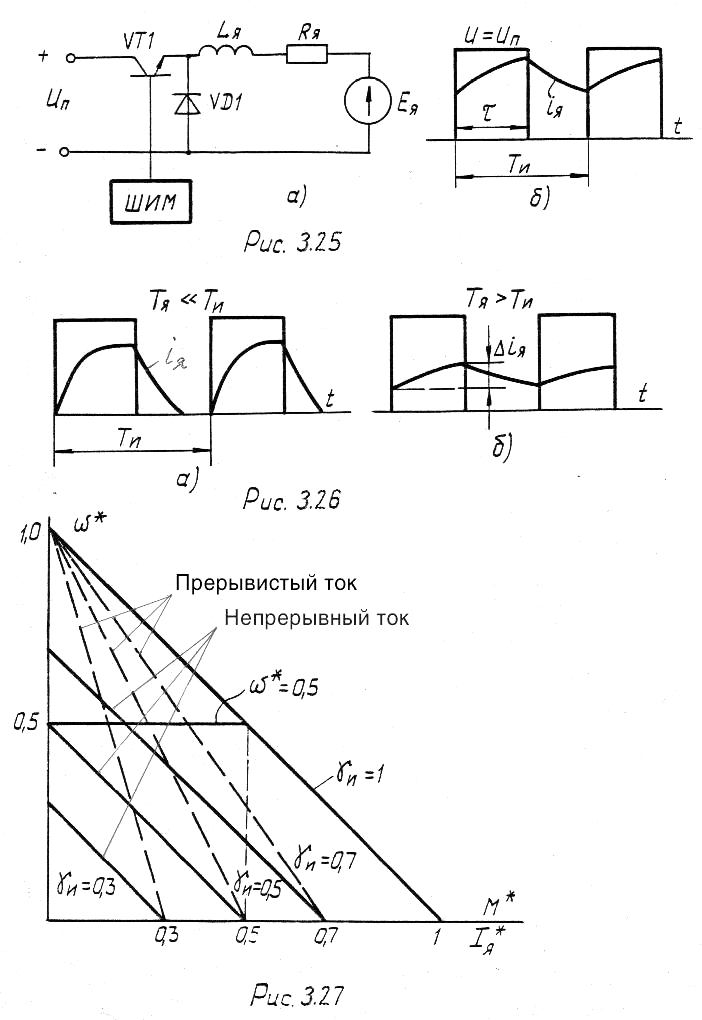 VT1 Lя Rя
+
Uп VD1 Eя
-
ШИМ
а)
U=Uп
iя
τ
t
Tи
б)
Рис. 3.25
Tя ≪ Tи
iя
t
Tи
а)
Tя > Tи
Δiя
t
б)
Рис. 3.26
1,0 ω*
Прерывистый ток
Непрерывный ток
ω*=0,5
0,5
γи=1
γи=0,7
γи=0,3 γи=0,5
M*
0,3 0,5 0,7 1 Iя*
Рис. 3.27